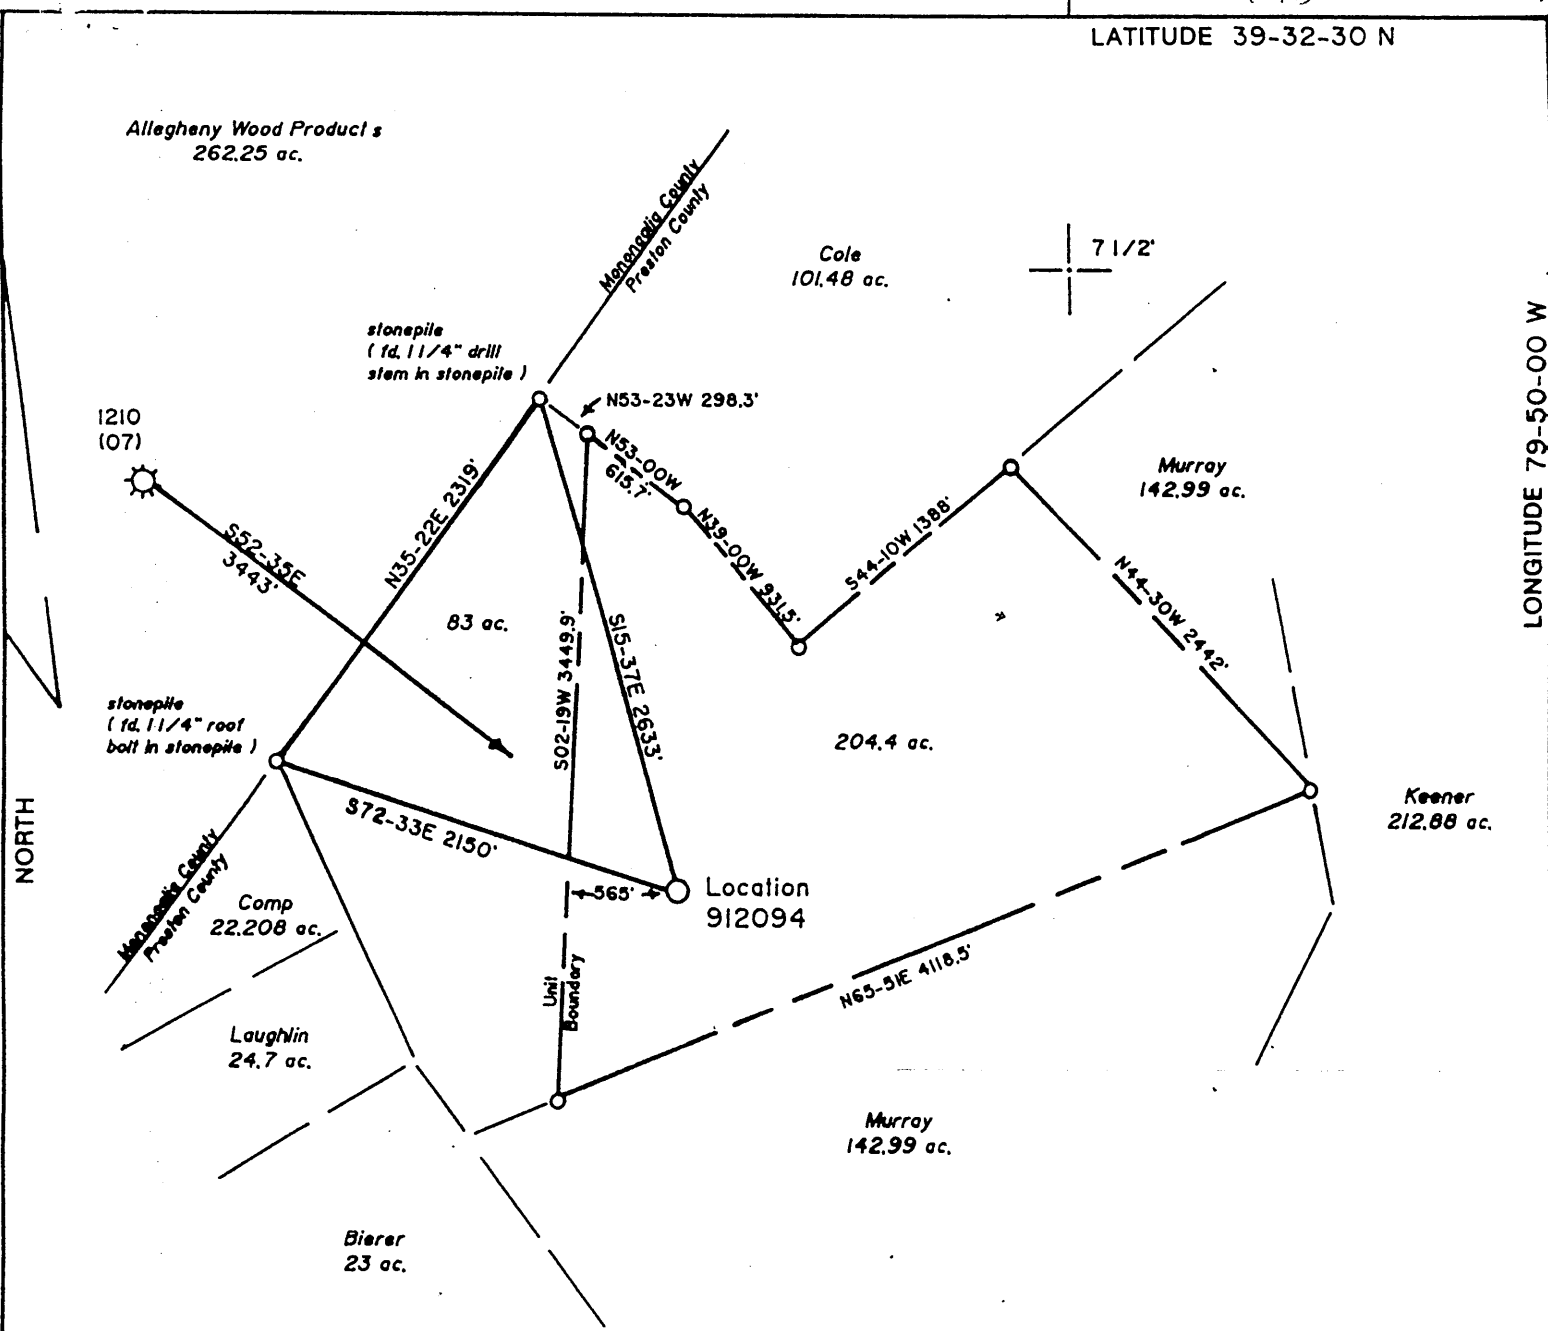 LATITUDE 39-32-30 N
Allegheny Wood Products
262.25 ac.
Monongalia County
Preston County
Cole
101.48 ac.
7 1/2'
LONGITUDE 79-50-00 W
stonepile
( fd. 1 1/4" drill
stem in stonepile )
N53-23W 298.3'
1210
(07)
N53-00W
615.7'
Murray
142.99 ac.
N35-22E 2319'
S52-35E
3443'
N39-00W 931.5'
S44-10W 1388'
N44-30W 2442'
83 ac.
S02-19W 3449.9'
S15-37E 2633'
stonepile
( fd. 1 1/4" roof
bolt in stonepile )
204.4 ac.
NORTH
S72-33E 2150'
Keener
212.88 ac.
Monongalia County
Preston County
Comp
22.208 ac.
565'
Location
912094
Unit
Boundary
N65-51E 4118.5'
Laughlin
24.7 ac.
Murray
142.99 ac.
Bierer
23 ac.